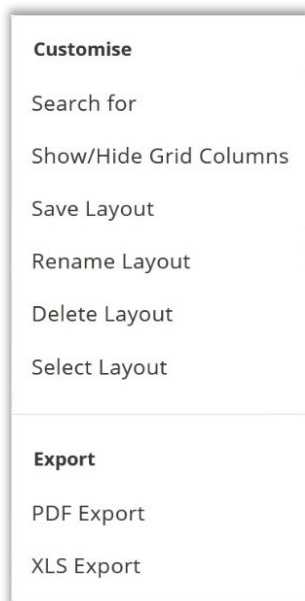 Customise
Search for
Show/Hide Grid Columns
Save Layout
Rename Layout
Delete Layout
Select Layout
Export
PDF Export
XLS Export